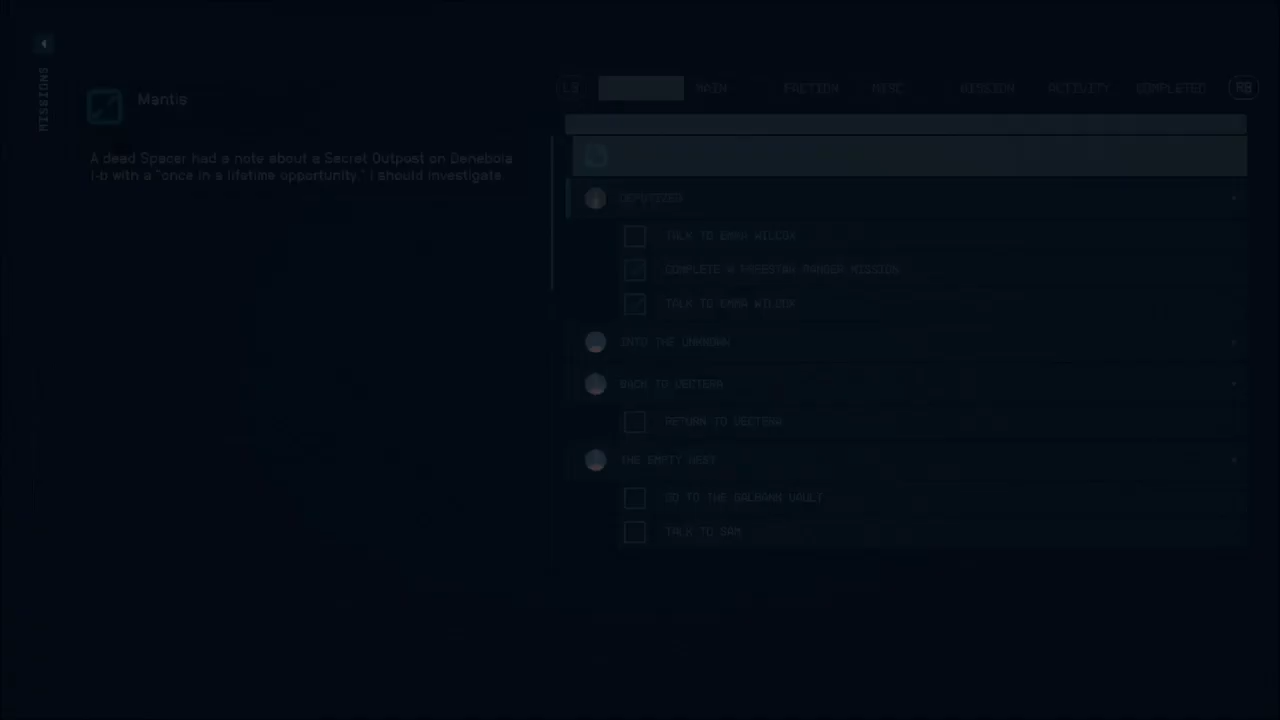 MISSIONS
Mantis
A dead Spacer had a note about a Secret Outpost on Denebola
I-b with a "once in a lifetime opportunity." I should investigate
LB
MAIN
FACTION
MISC
MISSION
ACTIVITY
COMPLETED
RB
DEPUTIZED
TALK TO EMMA WILCOX
COMPLETE A FREESTAR RANGER MISSION
TALK TO EMMA WILCOX
INTO THE UNKNOWN
BACK TO VECTERA
RETURN TO VECTERA
THE EMPTY NEST
GO TO THE GALBANK VAULT
TALK TO SAM